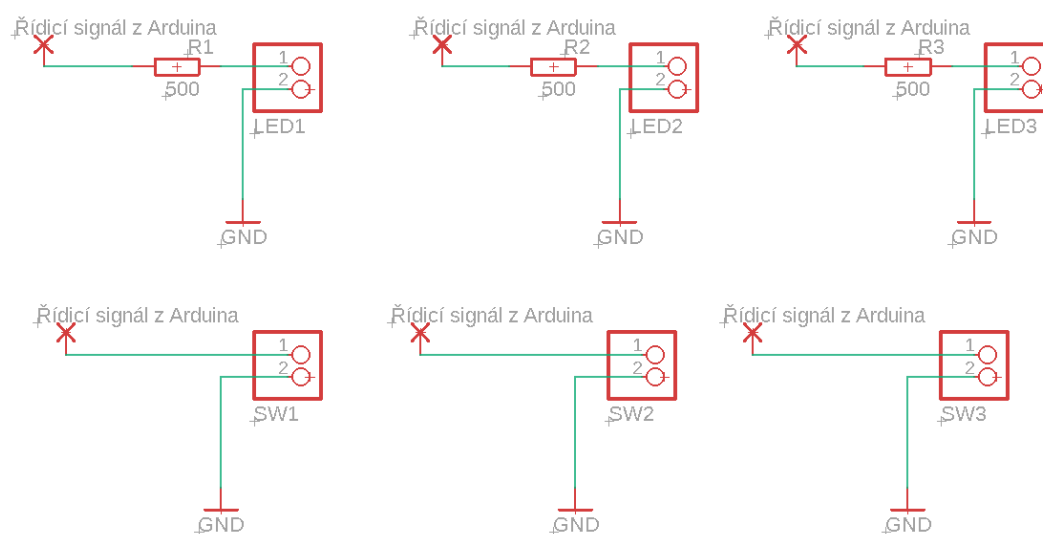 Řídicí signál z Arduina
R1
1
2
500
LED1
GND
Řídicí signál z Arduina
R2
1
2
500
LED2
GND
Řídicí signál z Arduina
R3
1
2
500
LED3
GND
Řídicí signál z Arduina
1
2
SW1
GND
Řídicí signál z Arduina
1
2
SW2
GND
Řídicí signál z Arduina
1
2
SW3
GND